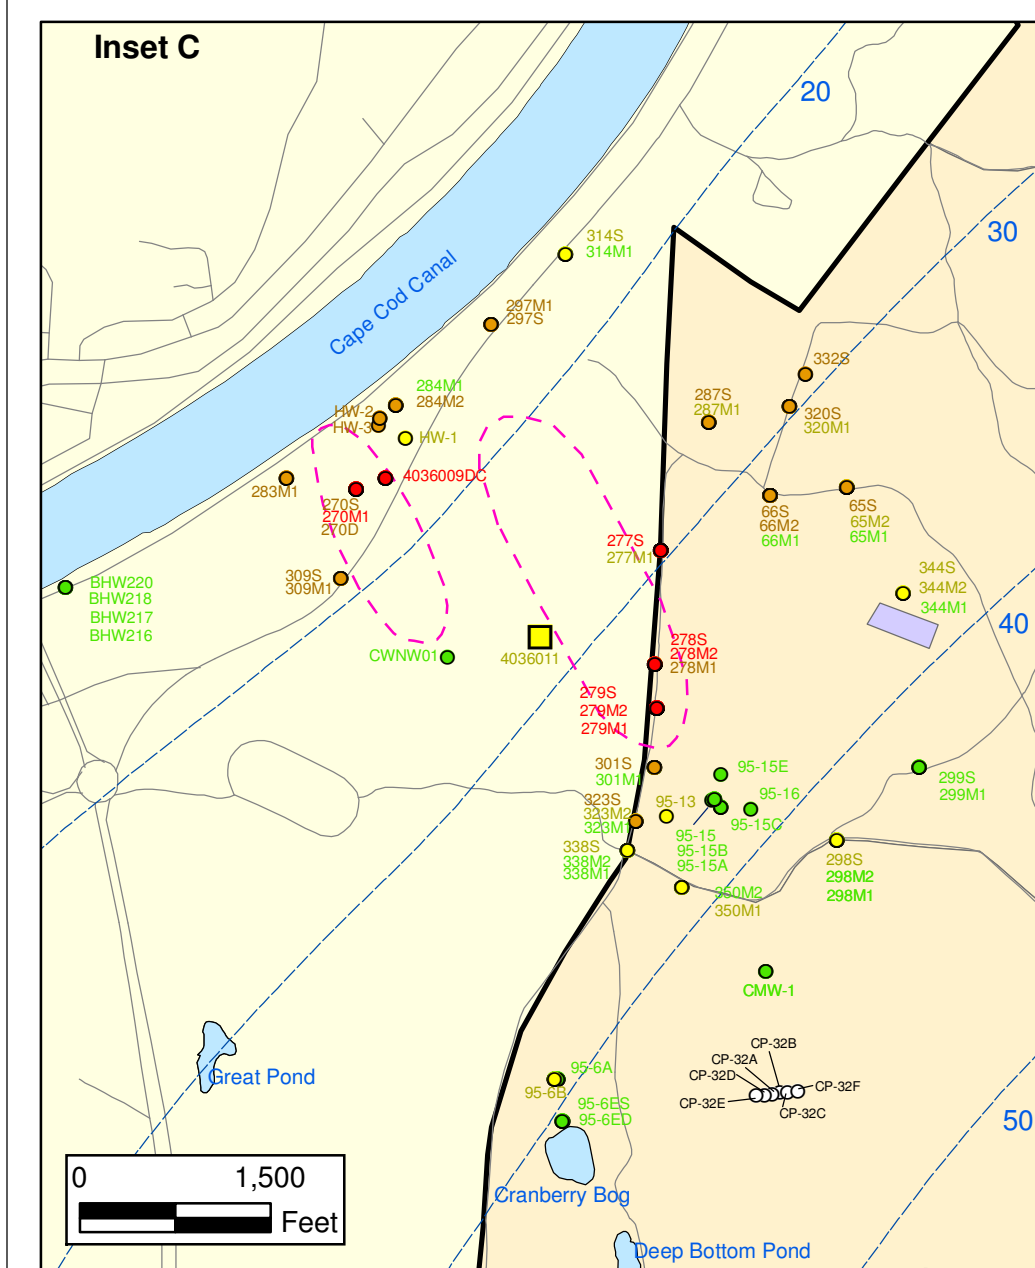 Inset C
20
30
314S
314M1
Cape Cod Canal
297M1
297S
332S
284M1
284M2
287S
287M1
HW-2
HW-3
HW-1
320S
320M1
4036009DC
283M1
270S
270M1
270D
66S
66M2
66M1
65S
65M2
65M1
277S
277M1
309S
309M1
344S
344M2
344M1
BHW220
BHW218
BHW217
BHW216
40
278S
278M2
278M1
CWNW01
4036011
279S
279M2
279M1
301S
301M1
95-15E
299S
299M1
323S
323M2
323M1
95-13
95-16
95-15C
95-15
95-15B
95-15A
338S
338M2
338M1
298S
298M2
298M1
350M2
350M1
CMW-1
CP-32B
CP-32A
CP-32D
CP-32F
CP-32E
CP-32C
Great Pond
95-6A
95-6B
95-6ES
95-6ED
50
0 1,500
Feet
Cranberry Bog
Deep Bottom Pond